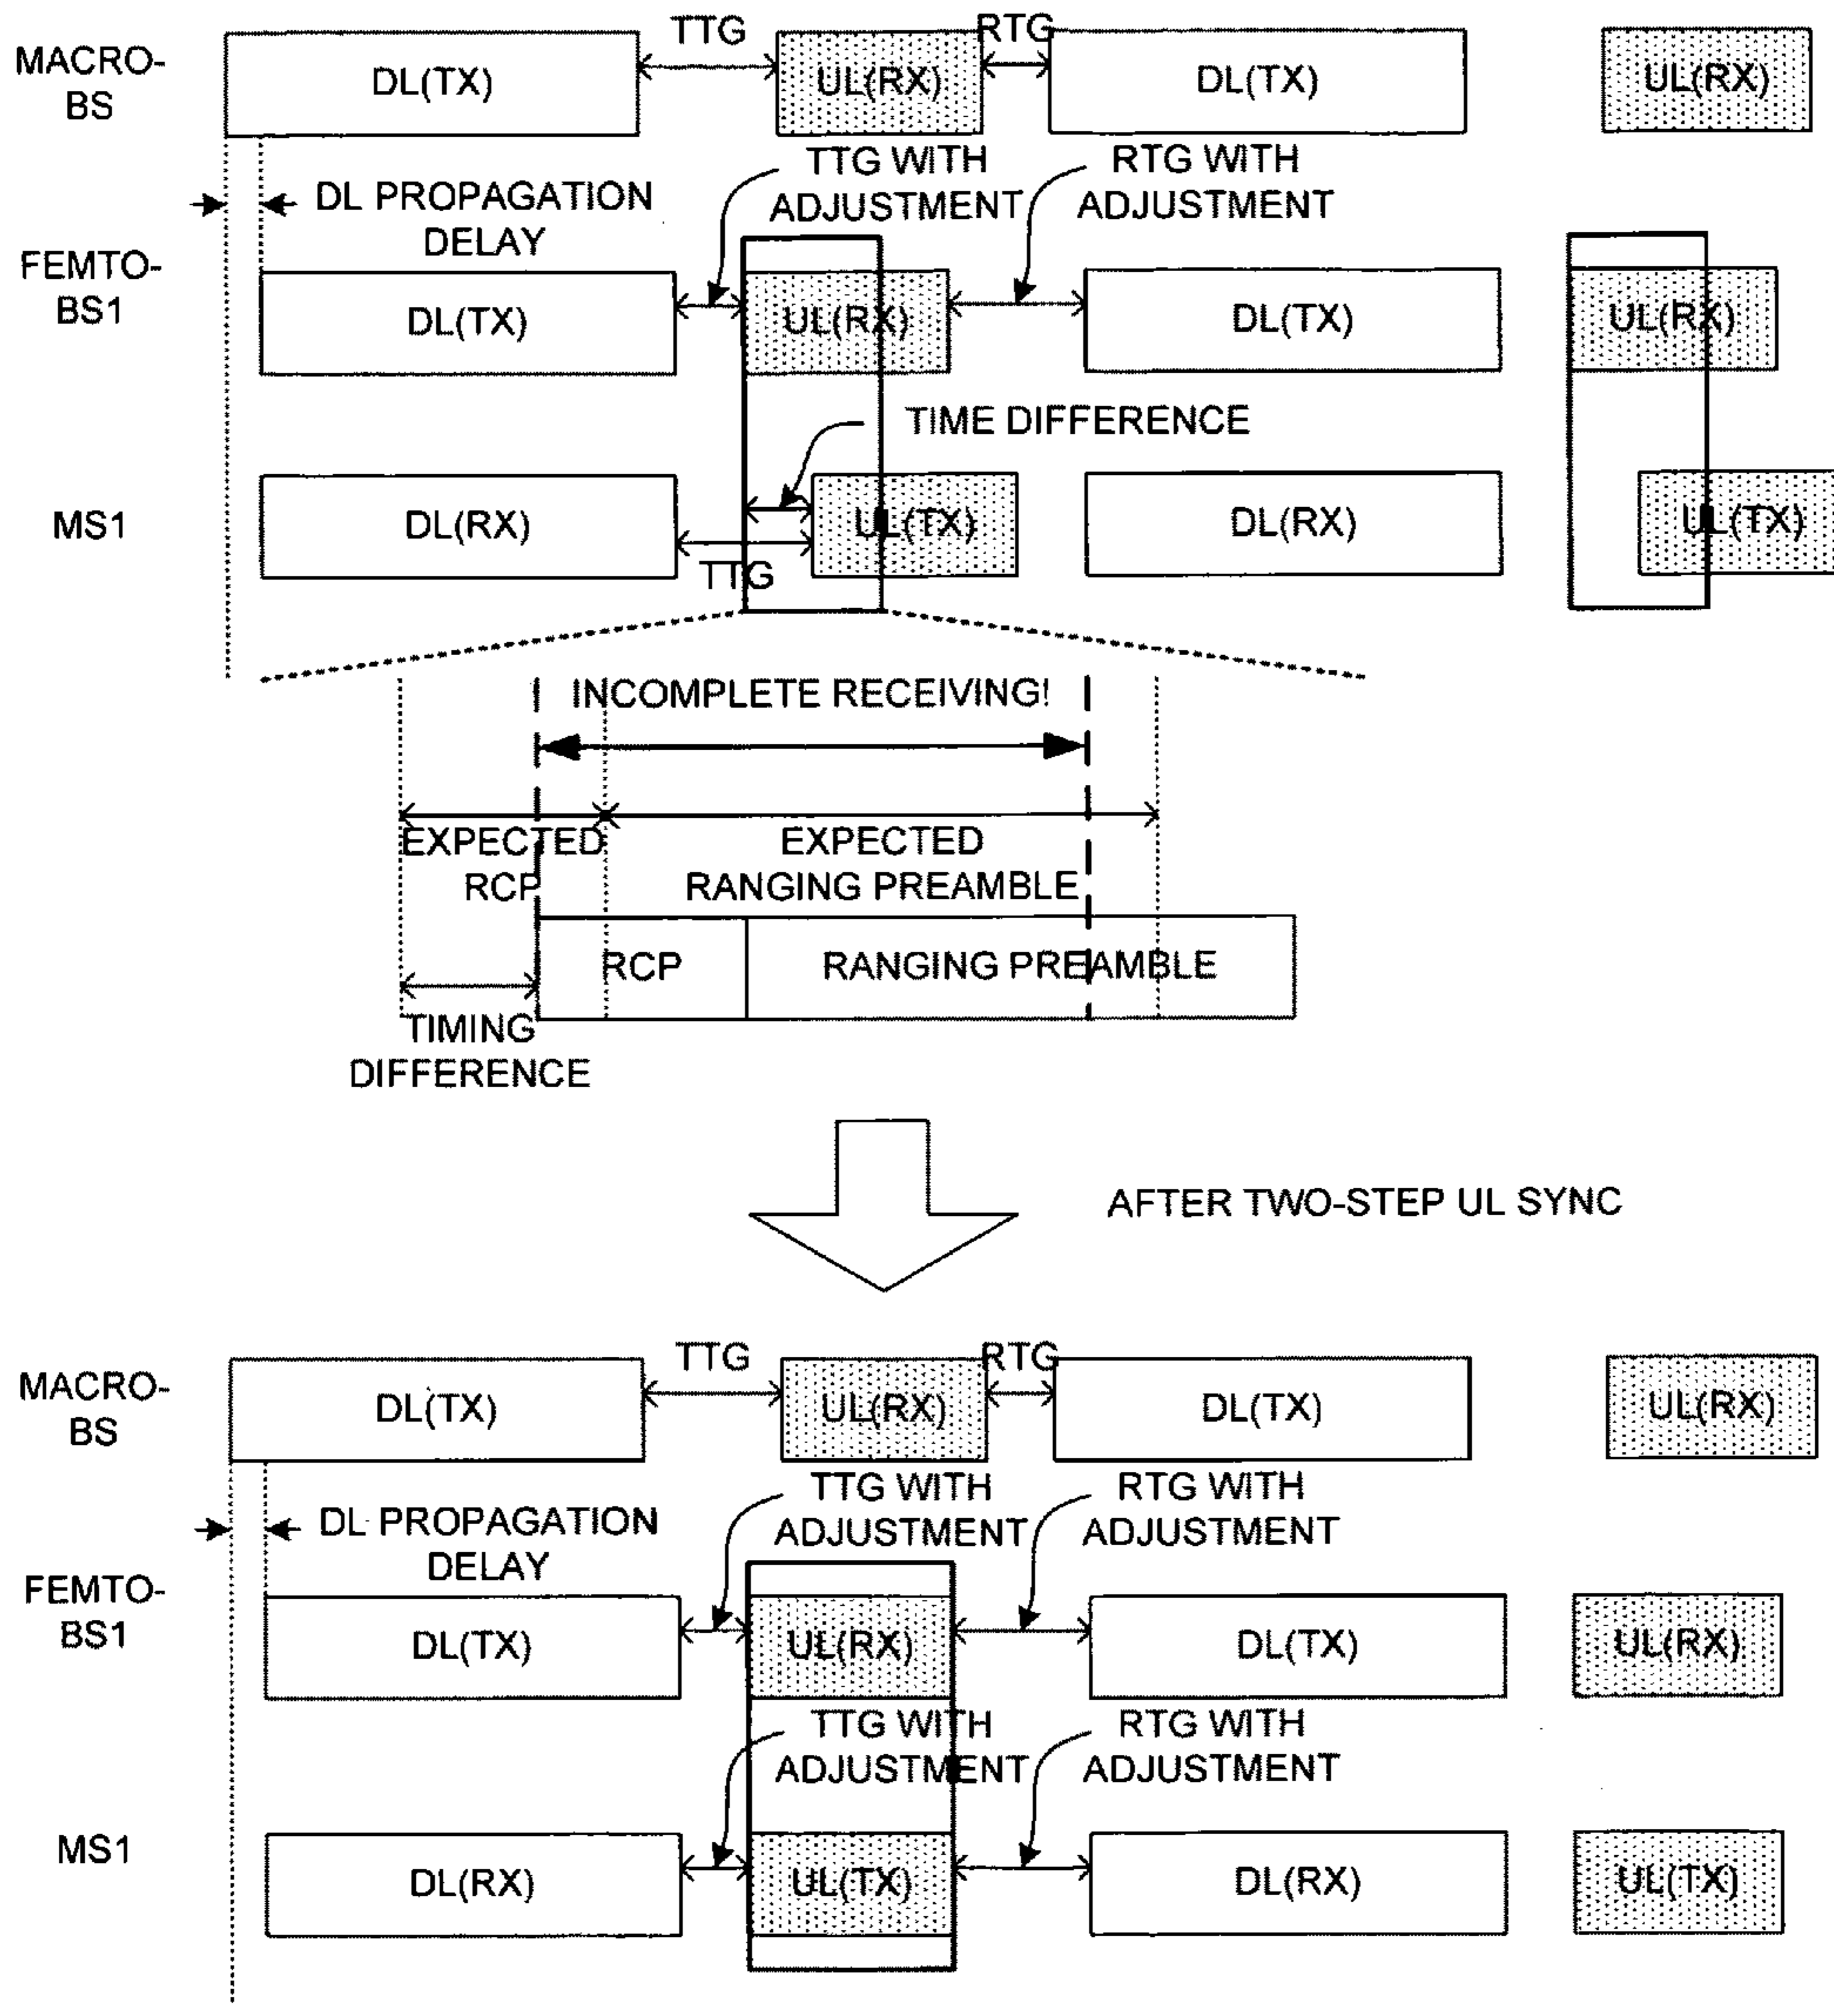 TTG
RTG
MACRO-
BS
DL(TX)
UL(RX)
DL(TX)
UL(RX)
TTG WITH
ADJUSTMENT
RTG WITH
ADJUSTMENT
DL PROPAGATION
DELAY
FEMTO-
BS1
DL(TX)
UL(RX)
DL(TX)
UL(RX)
TIME DIFFERENCE
MS1
DL(RX)
UL(TX)
DL(RX)
UL(TX)
TTG
INCOMPLETE RECEIVING!
EXPECTED
RCP
EXPECTED
RANGING PREAMBLE
RCP
RANGING PREAMBLE
TIMING
DIFFERENCE
AFTER TWO-STEP UL SYNC
TTG
RTG
MACRO-
BS
DL(TX)
UL(RX)
DL(TX)
UL(RX)
TTG WITH
ADJUSTMENT
RTG WITH
ADJUSTMENT
DL PROPAGATION
DELAY
FEMTO-
BS1
DL(TX)
UL(RX)
DL(TX)
UL(RX)
TTG WITH
ADJUSTMENT
RTG WITH
ADJUSTMENT
MS1
DL(RX)
UL(TX)
DL(RX)
UL(TX)